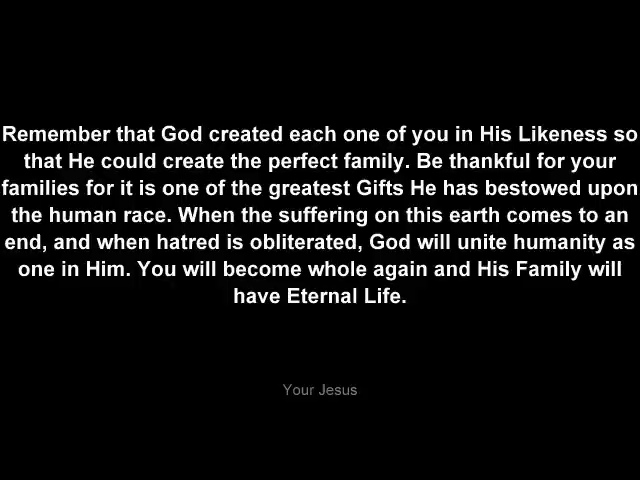 Remember that God created each one of you in His Likeness so
that He could create the perfect family. Be thankful for your
families for it is one of the greatest Gifts He has bestowed upon
the human race. When the suffering on this earth comes to an
end, and when hatred is obliterated, God will unite humanity as
one in Him. You will become whole again and His Family will
have Eternal Life.
Your Jesus